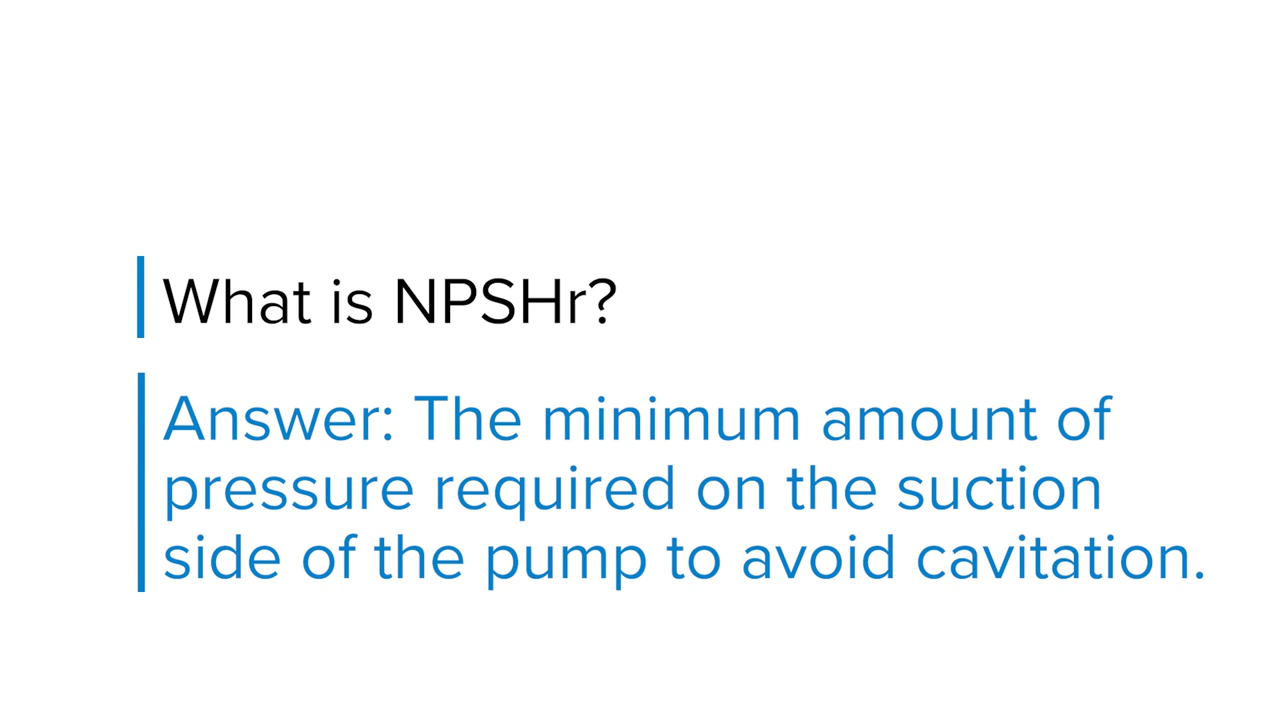 What is NPSHr?
Answer: The minimum amount of
pressure required on the suction
side of the pump to avoid cavitation.